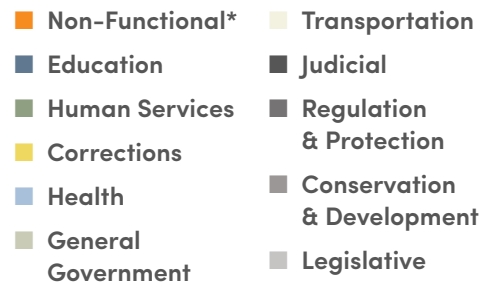 Non-Functional*
Education
Human Services
Corrections
Health
General
Government
Transportation
Judicial
Regulation
& Protection
Conservation
& Development
Legislative